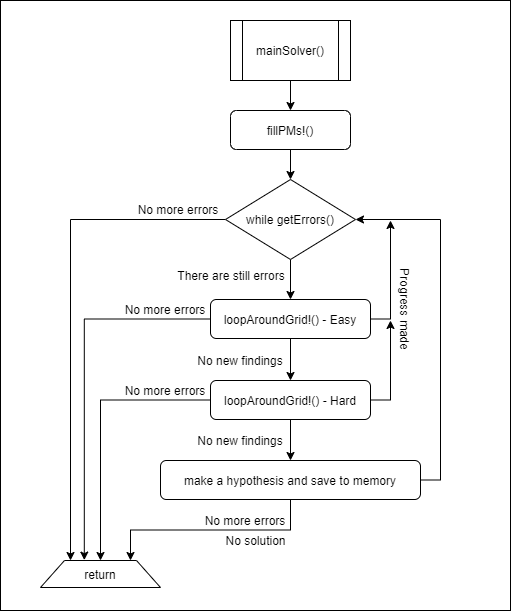 mainSolver()
fillPMs!()
No more errors
while getErrors()
There are still errors
Progress made
No more errors
loopAroundGrid!() - Easy
No new findings
No more errors
loopAroundGrid!() - Hard
No new findings
make a hypothesis and save to memory
No more errors
No solution
return